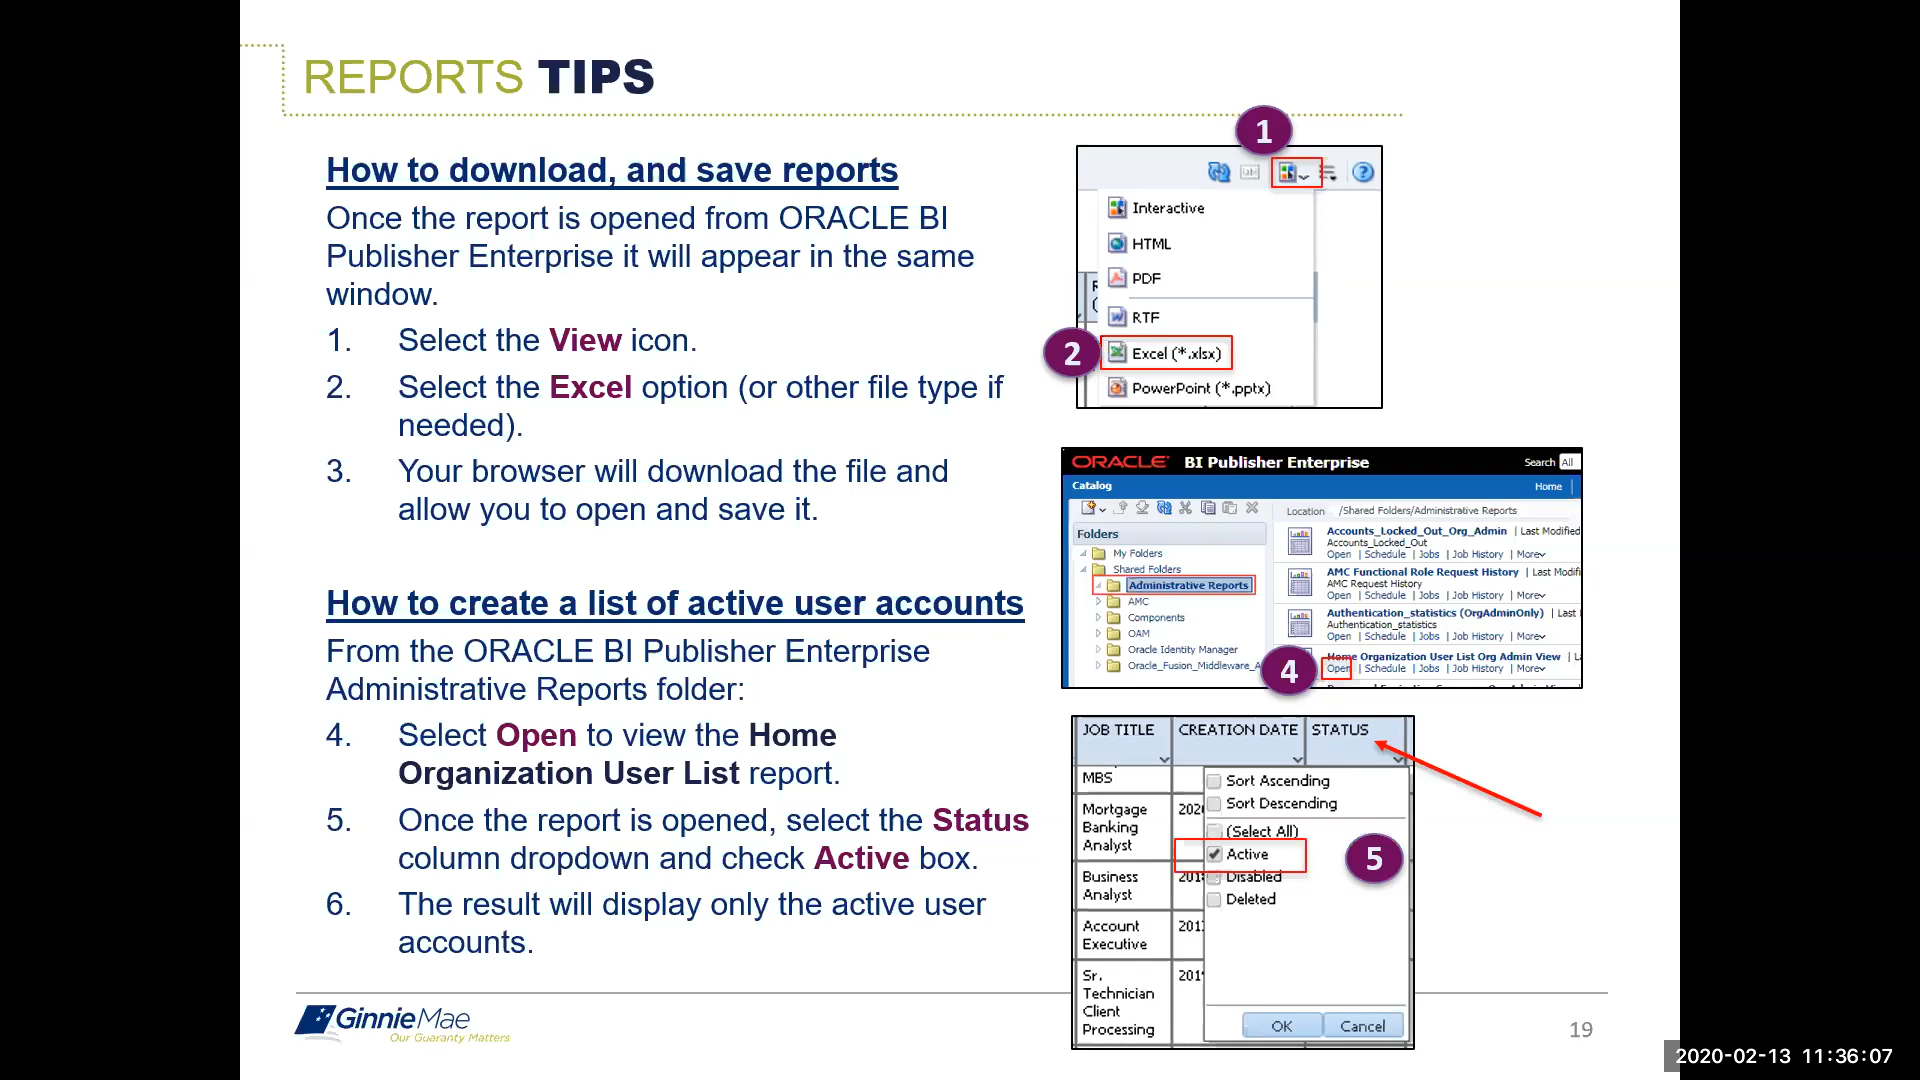 REPORTS TIPS
How to download, and save reports
Once the report is opened from ORACLE BI
Publisher Enterprise it will appear in the same
window.
1. Select the View icon.
2. Select the Excel option (or other file type if
needed).
3. Your browser will download the file and
allow you to open and save it.
How to create a list of active user accounts
From the ORACLE BI Publisher Enterprise
Administrative Reports folder:
4. Select Open to view the Home
Organization User List report.
5. Once the report is opened, select the Status
column dropdown and check Active box.
6. The result will display only the active user
accounts.
1
Interactive
HTML
PDF
RTF
2
Excel (*.xlsx)
PowerPoint (*.pptx)
ORACLE BI Publisher Enterprise
Search All
Catalog
Home
Folders
My Folders
Shared Folders
Administrative Reports
AMC
Components
OAM
Oracle Identity Manager
Oracle_Fusion_Middleware_A
Location /Shared Folders/Administrative Reports
Accounts_Locked_Out_Org_Admin | Last Modified
Accounts_Locked_Out
Open | Schedule | Jobs | Job History | More
AMC Functional Role Request History | Last Modifi
AMC Request History
Open | Schedule | Jobs | Job History | More
Authentication_statistics (OrgAdminOnly) | Last
Authentication_statistics
Open | Schedule | Jobs | Job History | More
Home Organization User List Org Admin View | La
Open | Schedule | Jobs | Job History | More
4
JOB TITLE CREATION DATE STATUS
MBS
Mortgage
Banking
Analyst
Business
Analyst
Account
Executive
Sr.
Technician
Client
Processing
Sort Ascending
Sort Descending
(Select All)
Active
Disabled
Deleted
OK Cancel
5
GinnieMae
Our Guaranty Matters
19
2020-02-13 11:36:07